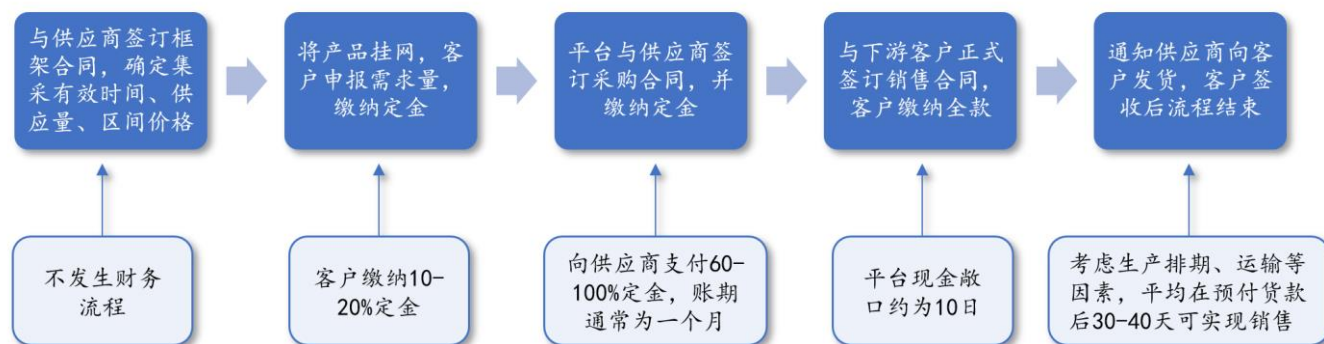 与供应商签订框
架合同，确定集
采有效时间、供
应量、区间价格
将产品挂网，客
户申报需求量，
缴纳定金
平台与供应商签
订采购合同，并
缴纳定金
与下游客户正式
签订销售合同，
客户缴纳全款
通知供应商向客
户发货，客户签
收后流程结束
不发生财务
流程
客户缴纳10-
20%定金
向供应商支付60-
100%定金，账期
通常为一个月
平台现金敞
口约为10日
考虑生产排期、运输等
因素，平均在预付货款
后30-40天可实现销售